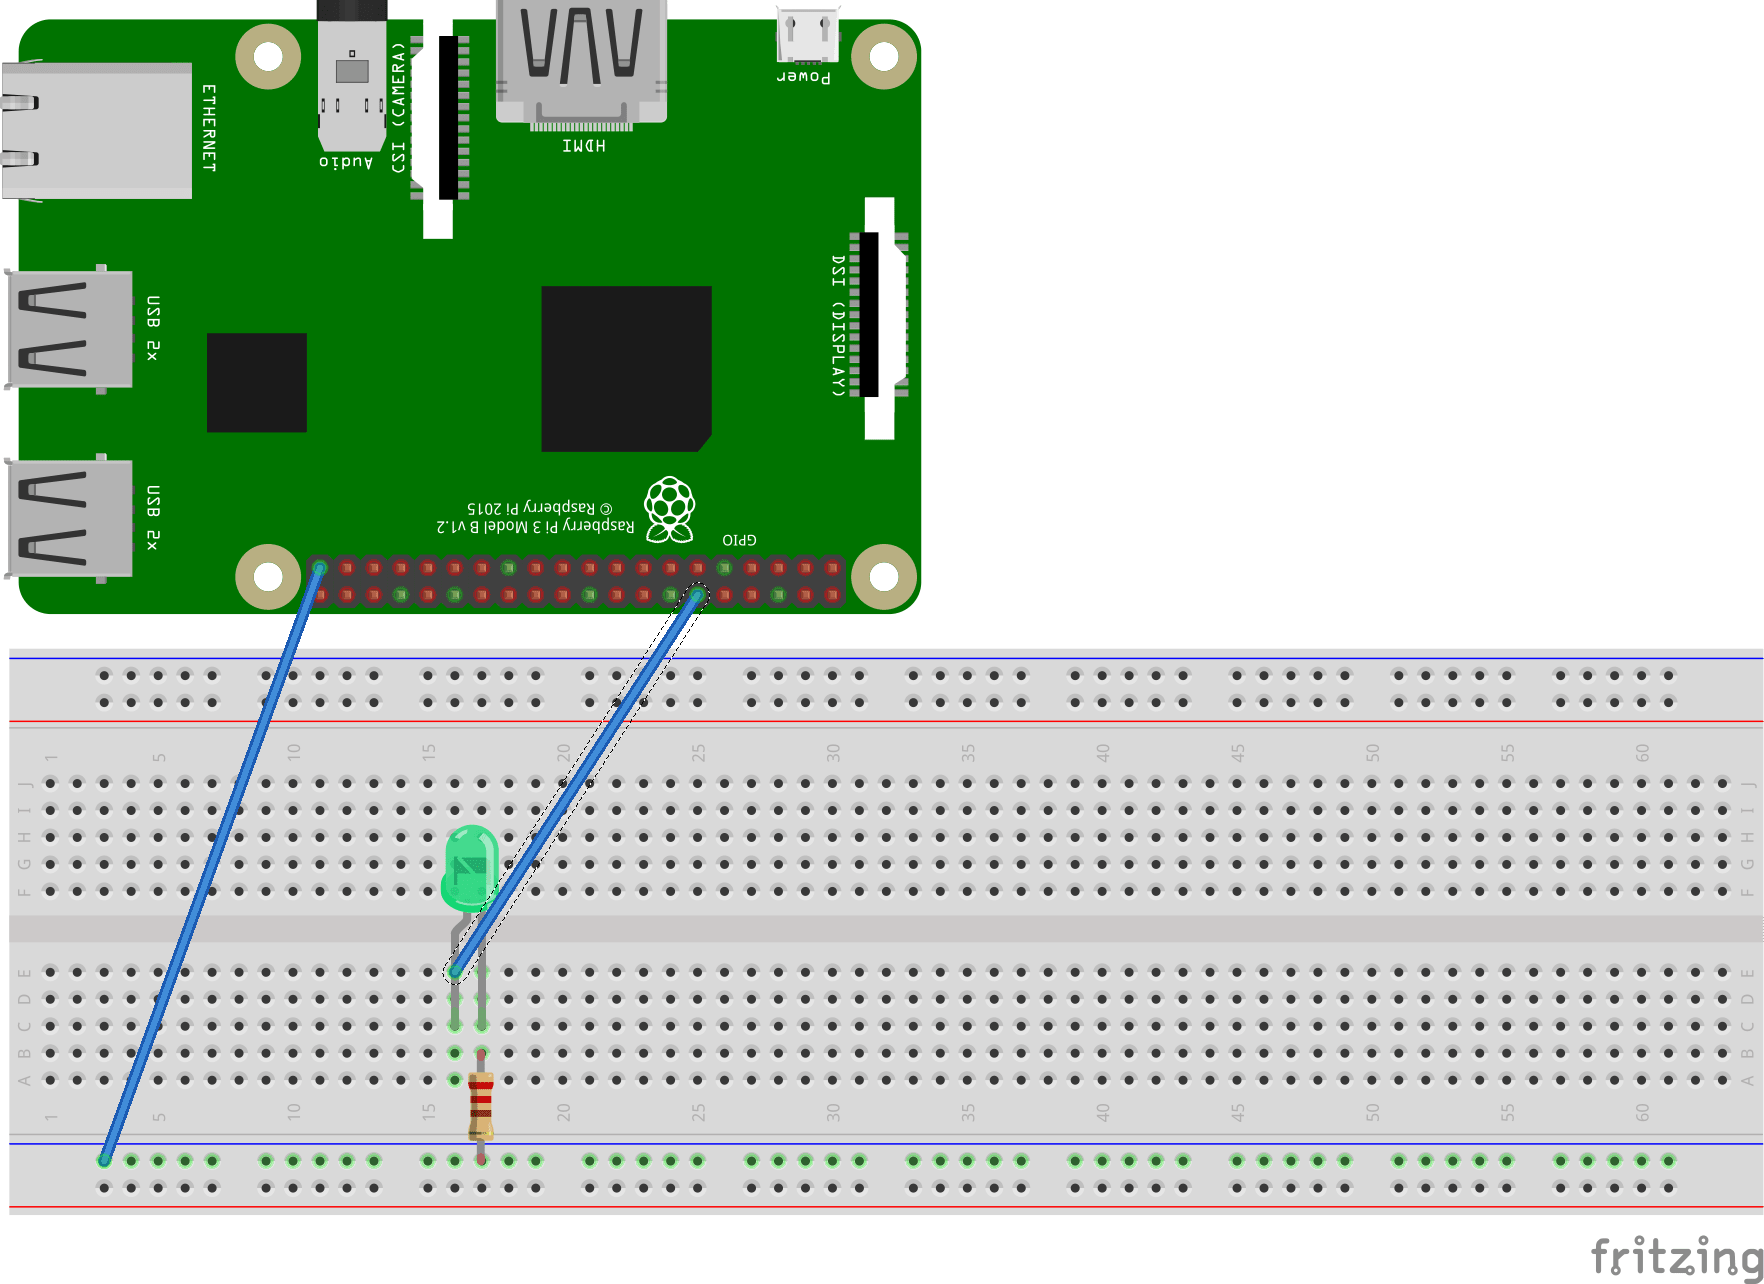 Power
ETHERNET
CSI (CAMERA)
HDMI
Audio
DSI (DISPLAY)
USB 2x
USB 2x
© Raspberry Pi 2015
Raspberry Pi 3 Model B v1.2
GPIO
1 5 10 15 20 25 30 35 40 45 50 55 60
J J
I I
H H
G G
F F
E E
D D
C C
B B
A A
1 5 10 15 20 25 30 35 40 45 50 55 60
fritzing